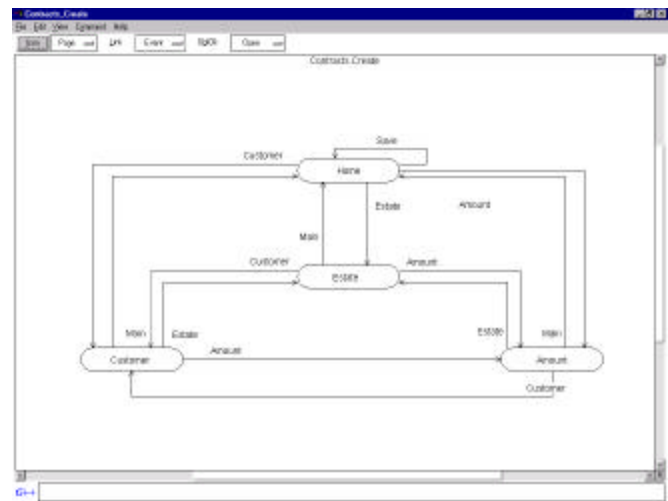 Contracts_Create
File Edit View Comment Help
Page Link Event Open
Contracts.Create
Save
Customer
Home
Estate Amount
Main
Customer Amount
Estate
Main Estate Estate Main
Amount
Customer Amount
Customer